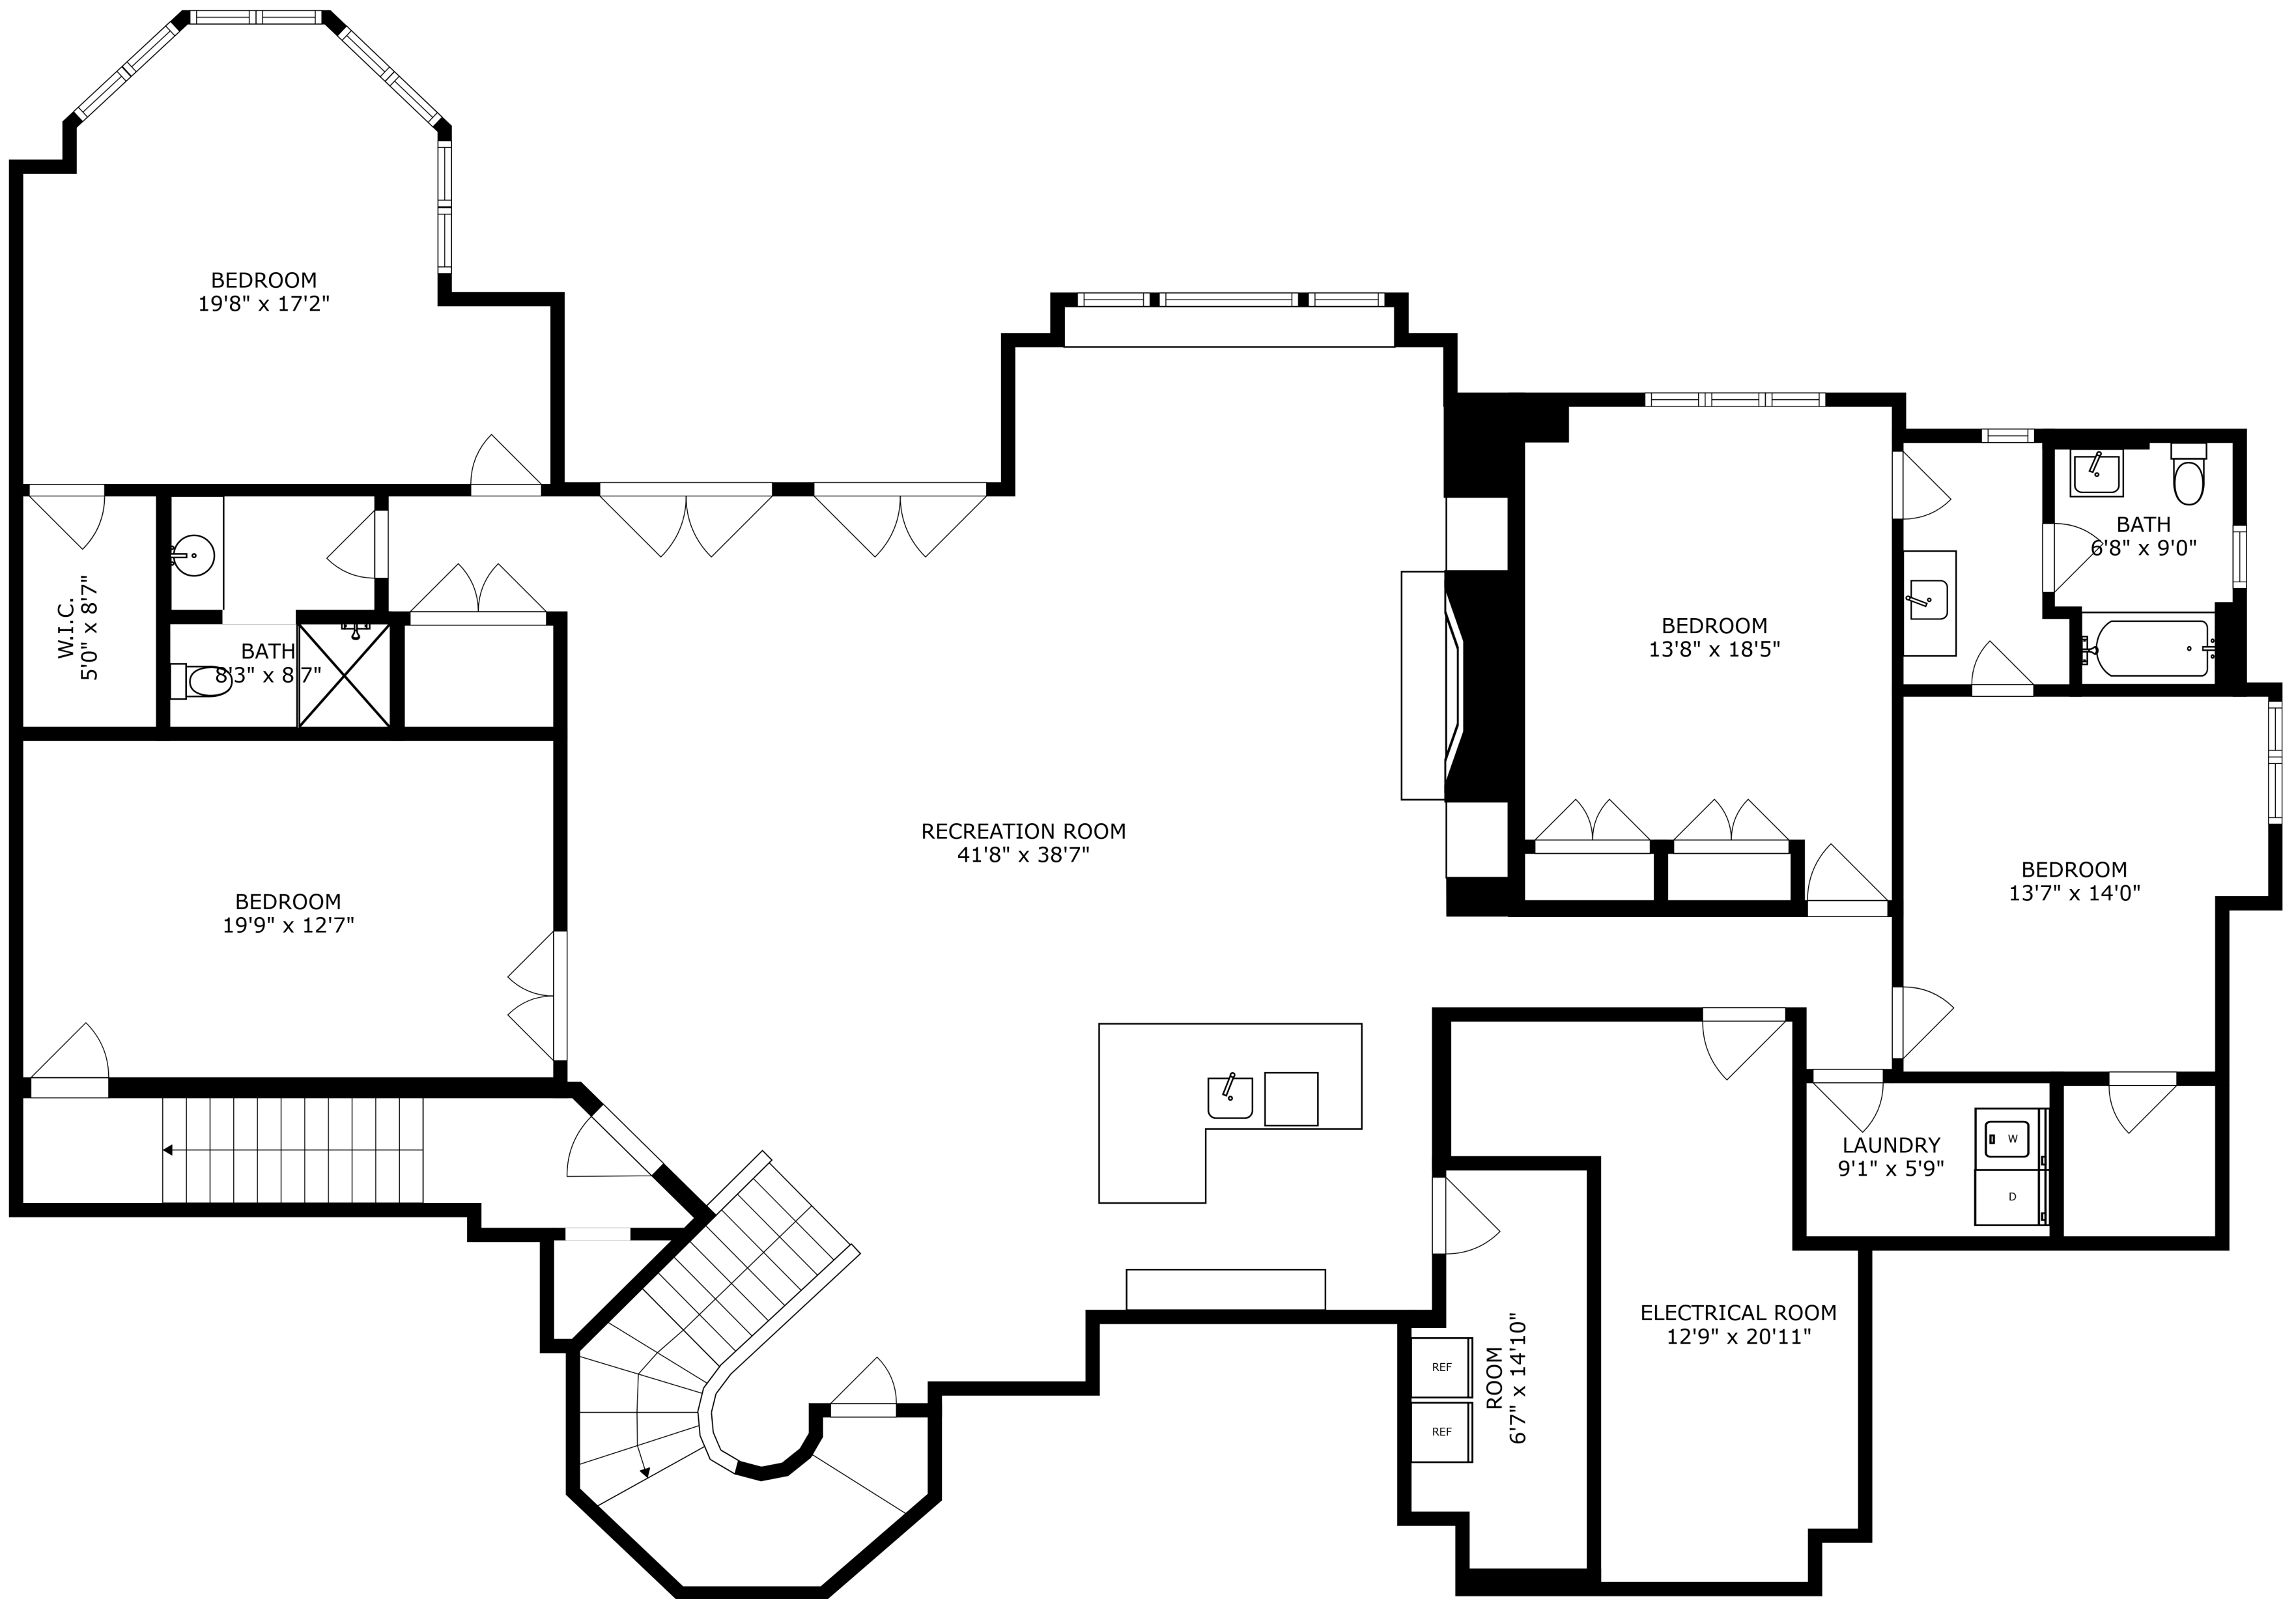 BEDROOM
19'8" x 17'2"
W.I.C.
5'0" x 8'7"
BATH
8'3" x 8'7"
BEDROOM
19'9" x 12'7"
RECREATION ROOM
41'8" x 38'7"
BEDROOM
13'8" x 18'5"
BATH
6'8" x 9'0"
BEDROOM
13'7" x 14'0"
LAUNDRY
9'1" x 5'9"
W
D
ELECTRICAL ROOM
12'9" x 20'11"
ROOM
6'7" x 14'10"
REF
REF